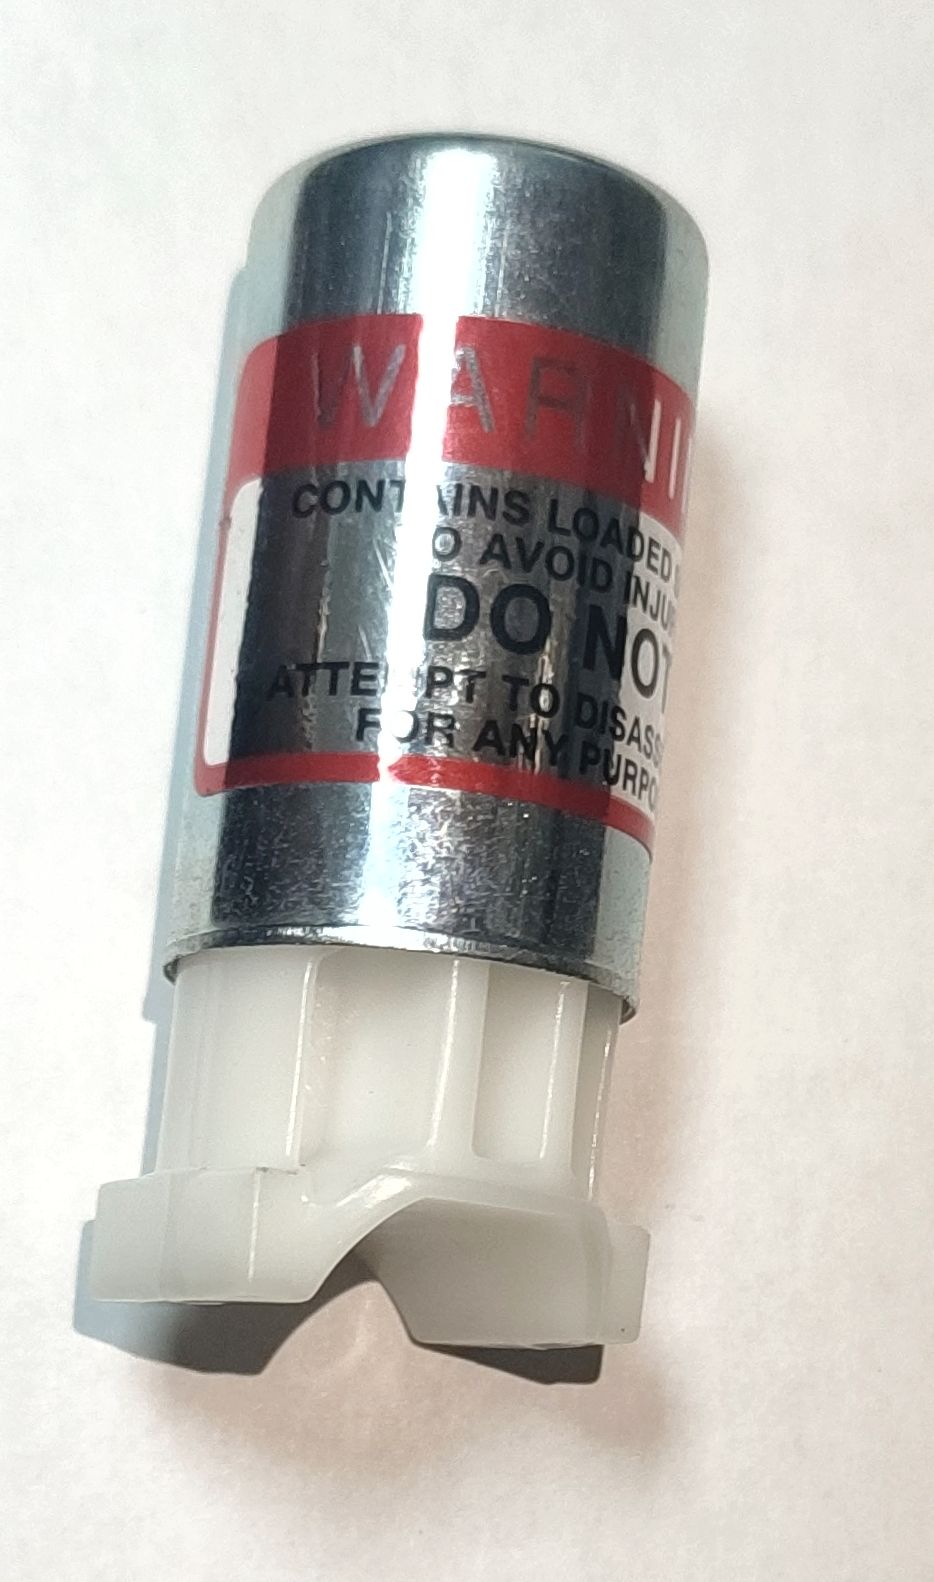 WARNI
CONTAINS LOADED
TO AVOID INJU
DO NOT
ATTEMPT TO DISASS
FOR ANY PURPO